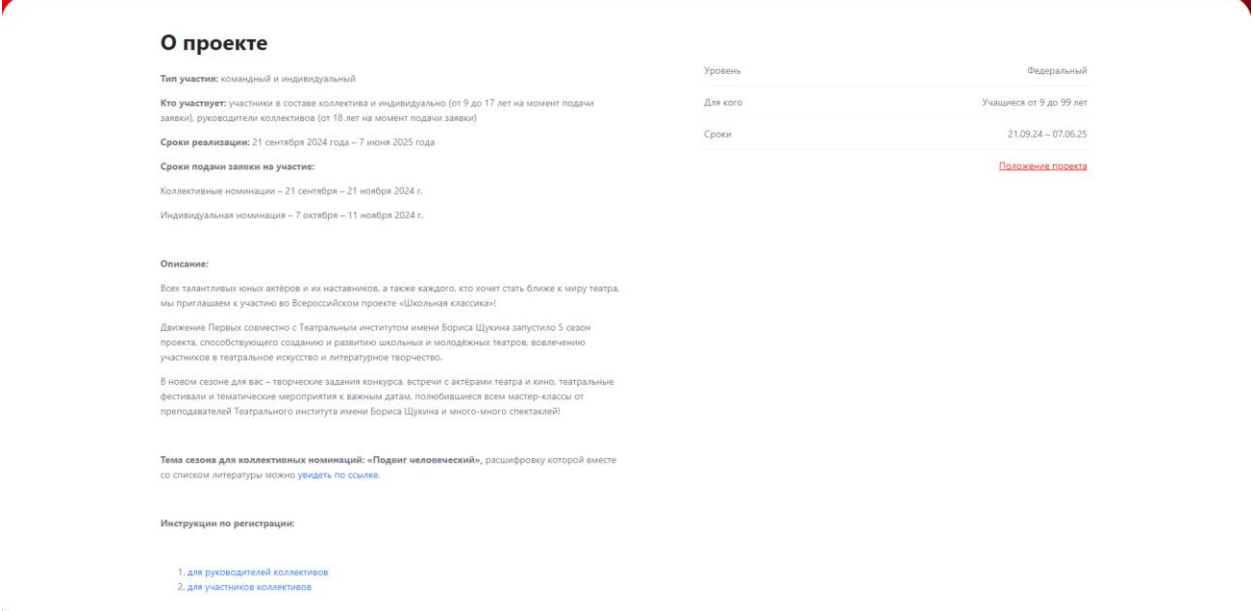 О проекте
Тип участия: командный и индивидуальный
Кто участвует: участники в составе коллектива и индивидуально (от 9 до 17 лет на момент подачи
заявки), руководители коллективов (от 18 лет на момент подачи заявки)
Сроки реализации: 21 сентября 2024 года – 7 июня 2025 года
Сроки подачи заявки на участие:
Коллективные номинации – 21 сентября – 21 ноября 2024 г.
Индивидуальная номинация – 7 октября – 11 ноября 2024 г.
Описание:
Всех талантливых юных актёров и их наставников, а также каждого, кто хочет стать ближе к миру театра,
мы приглашаем к участию во Всероссийском проекте «Школьная классика»!
Движение Первых совместно с Театральным институтом имени Бориса Щукина запустило 5 сезон
проекта, способствующего созданию и развитию школьных и молодёжных театров, вовлечению
участников в театральное искусство и литературное творчество.
В новом сезоне для вас – творческие задания конкурса, встречи с актёрами театра и кино, театральные
фестивали и тематические мероприятия к важным датам, полюбившиеся всем мастер-классы от
преподавателей Театрального института имени Бориса Щукина и много-много спектаклей!
Тема сезона для коллективных номинаций: «Подвиг человеческий», расшифровку которой вместе
со списком литературы можно увидеть по ссылке.
Инструкции по регистрации:
1. для руководителей коллективов
2. для участников коллективов
Уровень Федеральный
Для кого Учащиеся от 9 до 99 лет
Сроки 21.09.24 – 07.06.25
Положение проекта